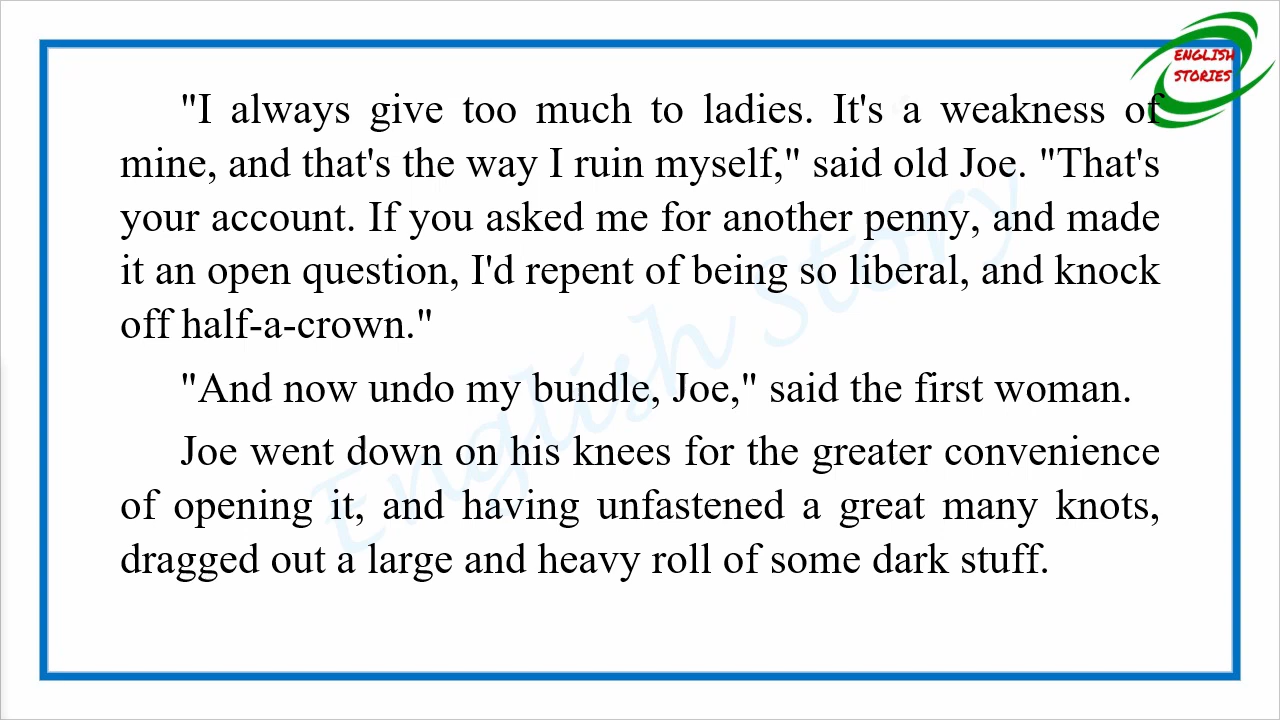 ENGLISH
STORIES
"I always give too much to ladies. It's a weakness of
mine, and that's the way I ruin myself," said old Joe. "That's
your account. If you asked me for another penny, and made
it an open question, I'd repent of being so liberal, and knock
off half-a-crown."
"And now undo my bundle, Joe," said the first woman.
Joe went down on his knees for the greater convenience
of opening it, and having unfastened a great many knots,
dragged out a large and heavy roll of some dark stuff.
English Story